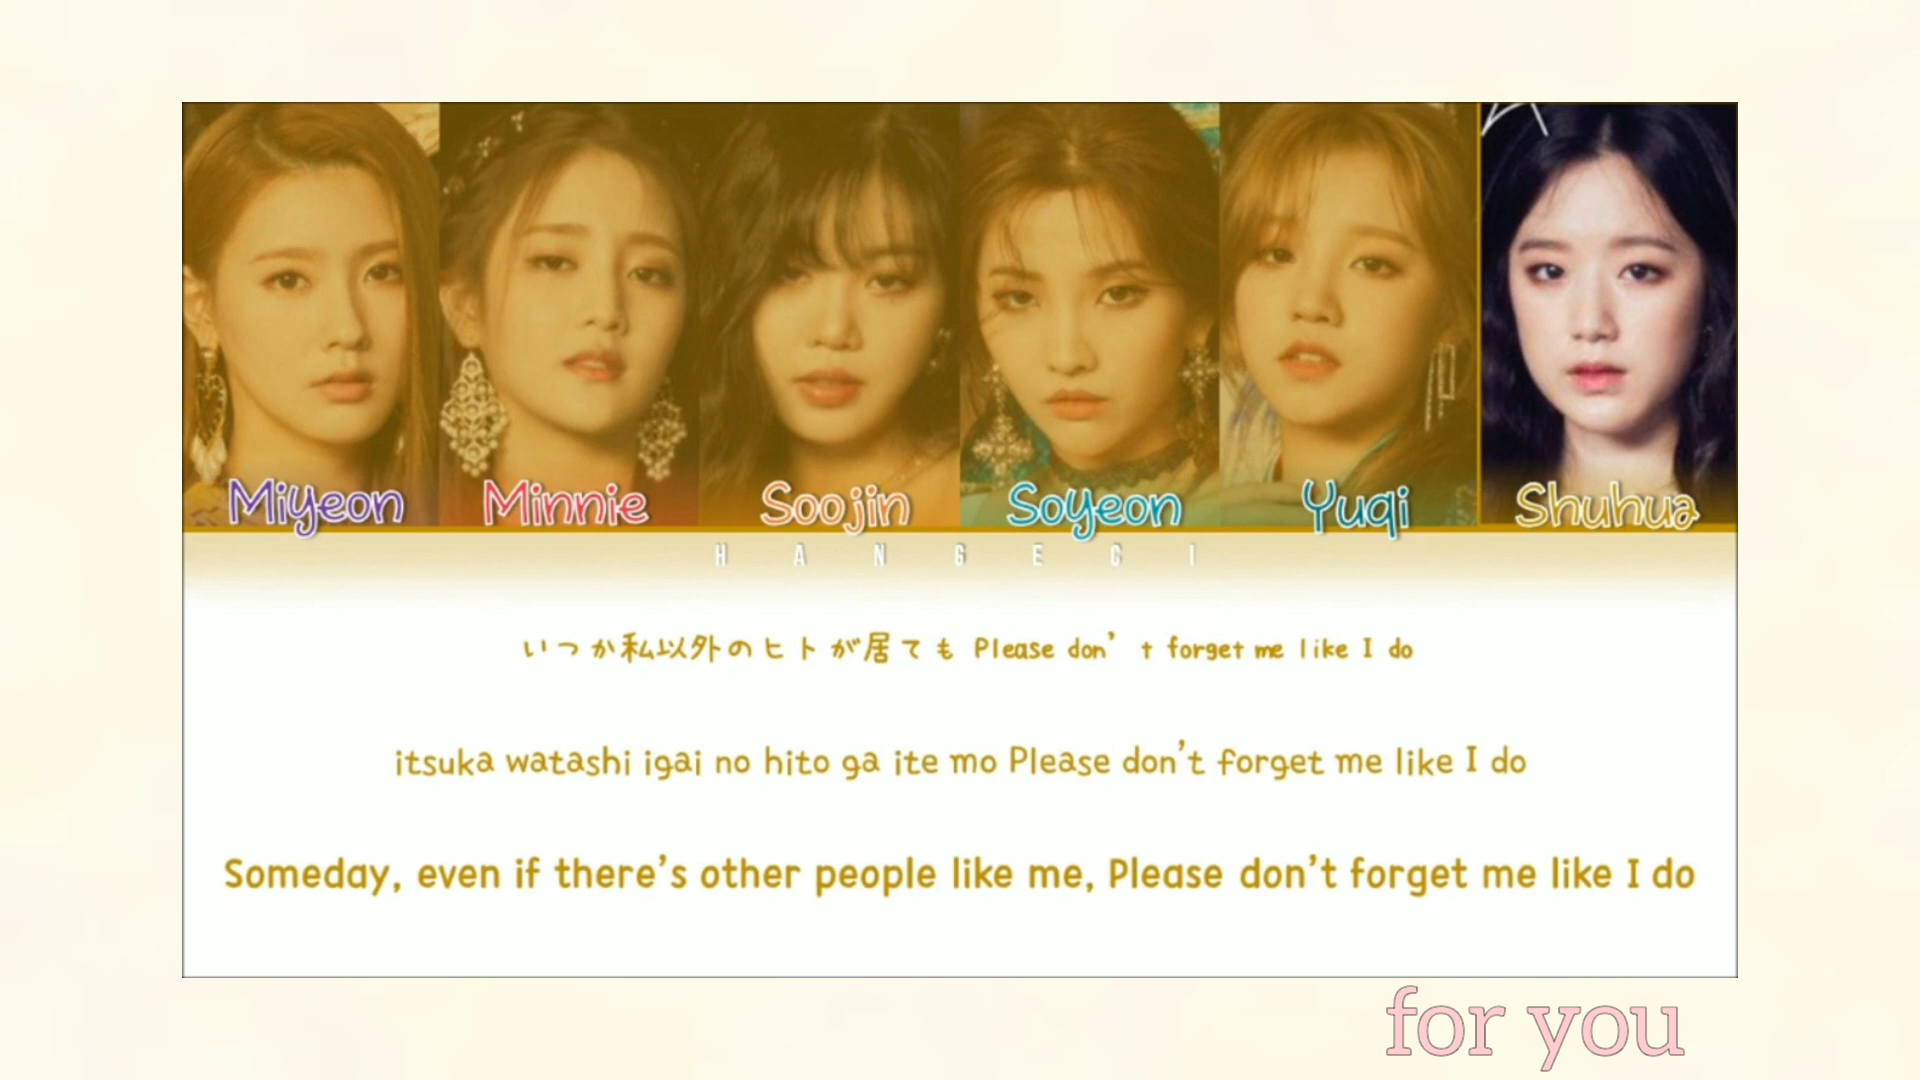 Miyeon Minnie Soojin Soyeon Yuqi Shuhua
HANGECI
いつか私以外のヒトが居ても Please don't forget me like I do
itsuka watashi igai no hito ga ite mo Please don't forget me like I do
Someday, even if there's other people like me, Please don't forget me like I do
for you